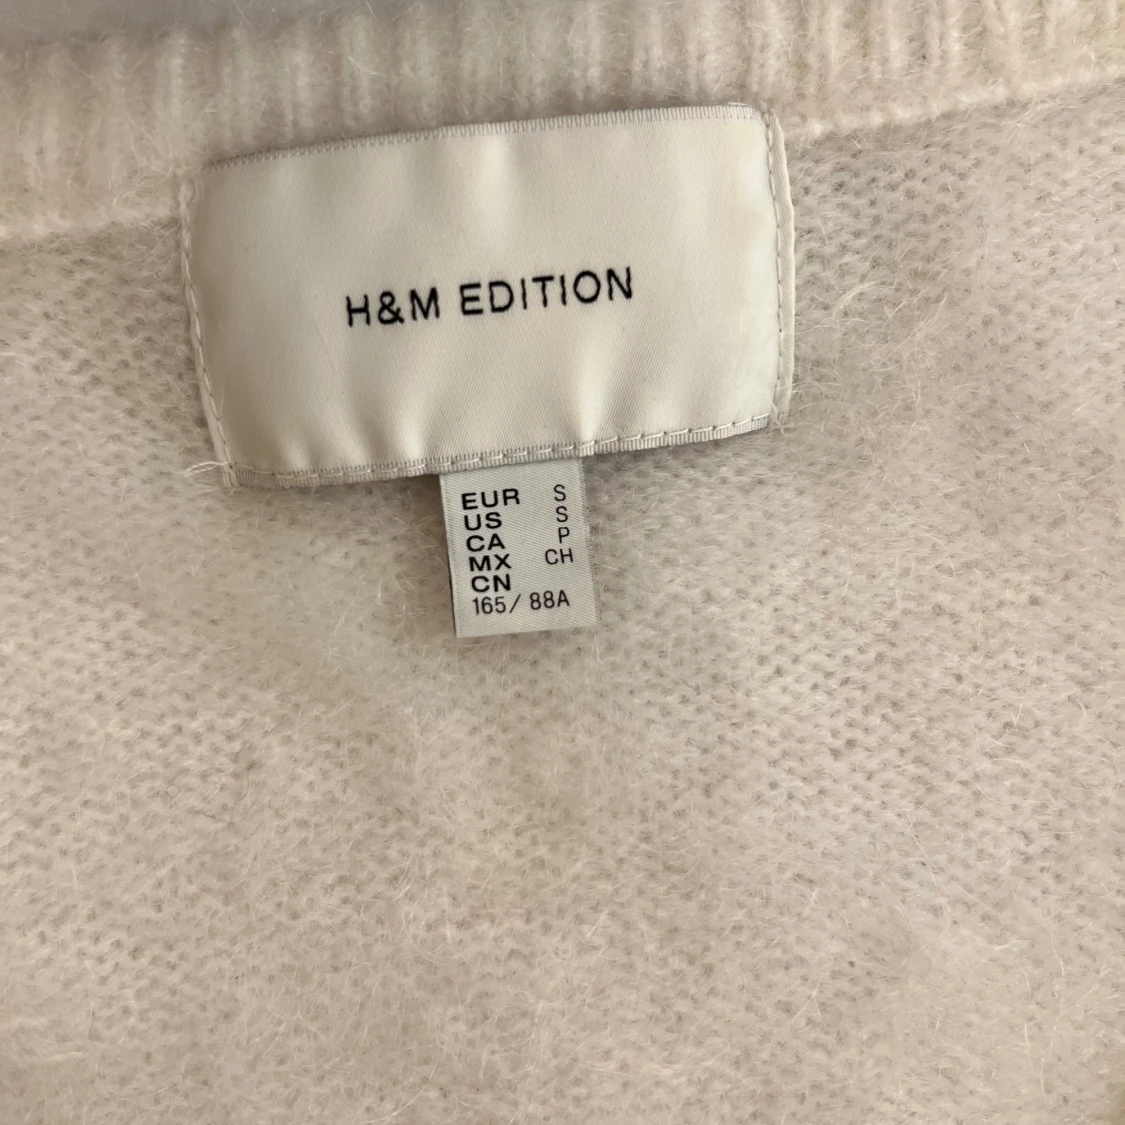 H&M EDITION
EUR S
US S
CA P
MX CH
CN
165/88A